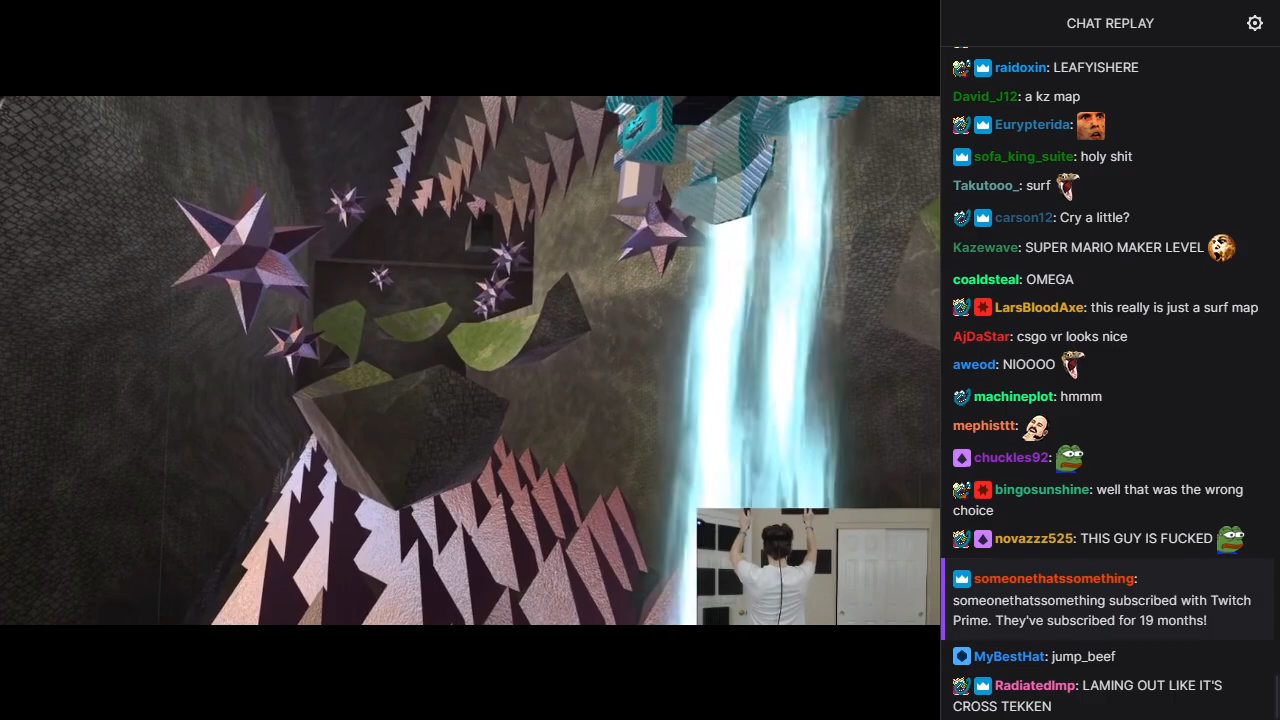 CHAT REPLAY
raidoxin: LEAFYISHERE
David_J12: a kz map
Eurypterida:
sofa_king_suite: holy shit
Takutooo_: surf
carson12: Cry a little?
Kazewave: SUPER MARIO MAKER LEVEL
coaldsteal: OMEGA
LarsBloodAxe: this really is just a surf map
AjDaStar: csgo vr looks nice
aweod: NIOOOO
machineplot: hmmm
mephisttt:
chuckles92:
bingosunshine: well that was the wrong
choice
novazzz525: THIS GUY IS FUCKED
someonethatssomething:
someonethatssomething subscribed with Twitch
Prime. They've subscribed for 19 months!
MyBestHat: jump_beef
RadiatedImp: LAMING OUT LIKE IT'S
CROSS TEKKEN